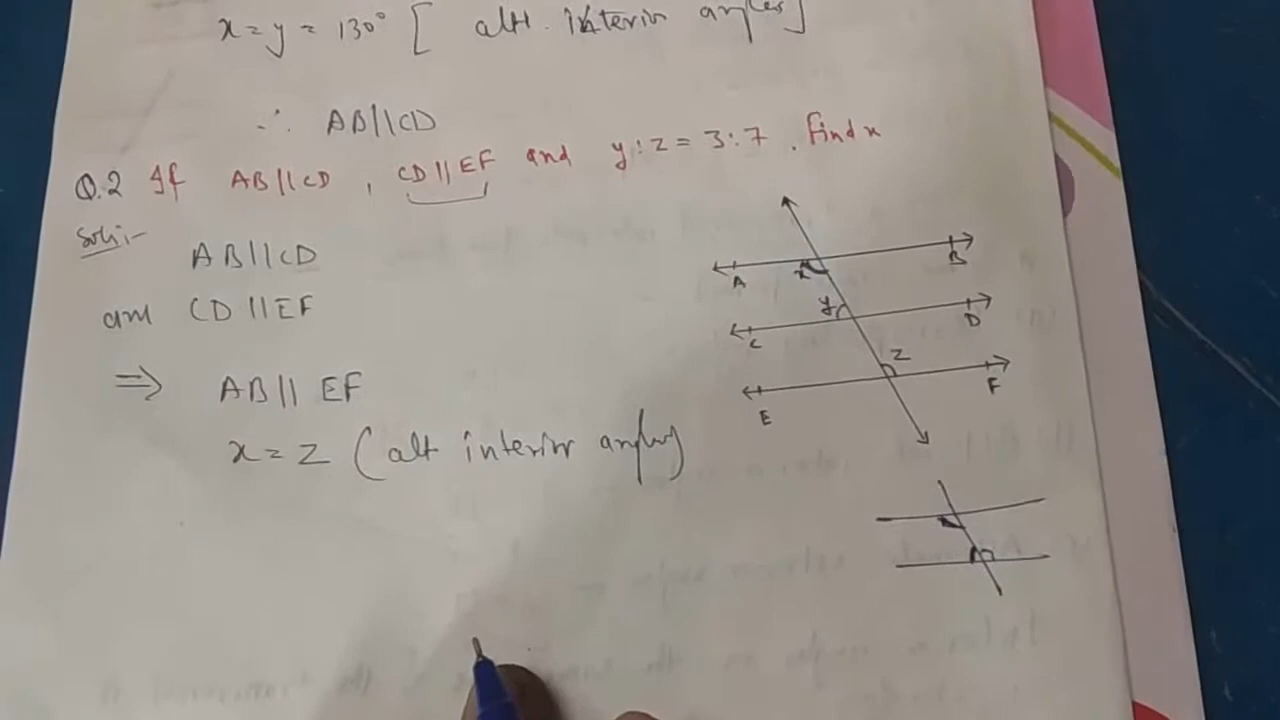 x = y = 130° [ alt. interior angles]
∴ AB||CD
Q.2 If AB||CD , CD||EF and y:z = 3:7 . Find x
Soln:-
AB||CD
and CD||EF
⇒ AB|| EF
x = z (alt interior angles)
x
A
B
y
C
D
z
E
F